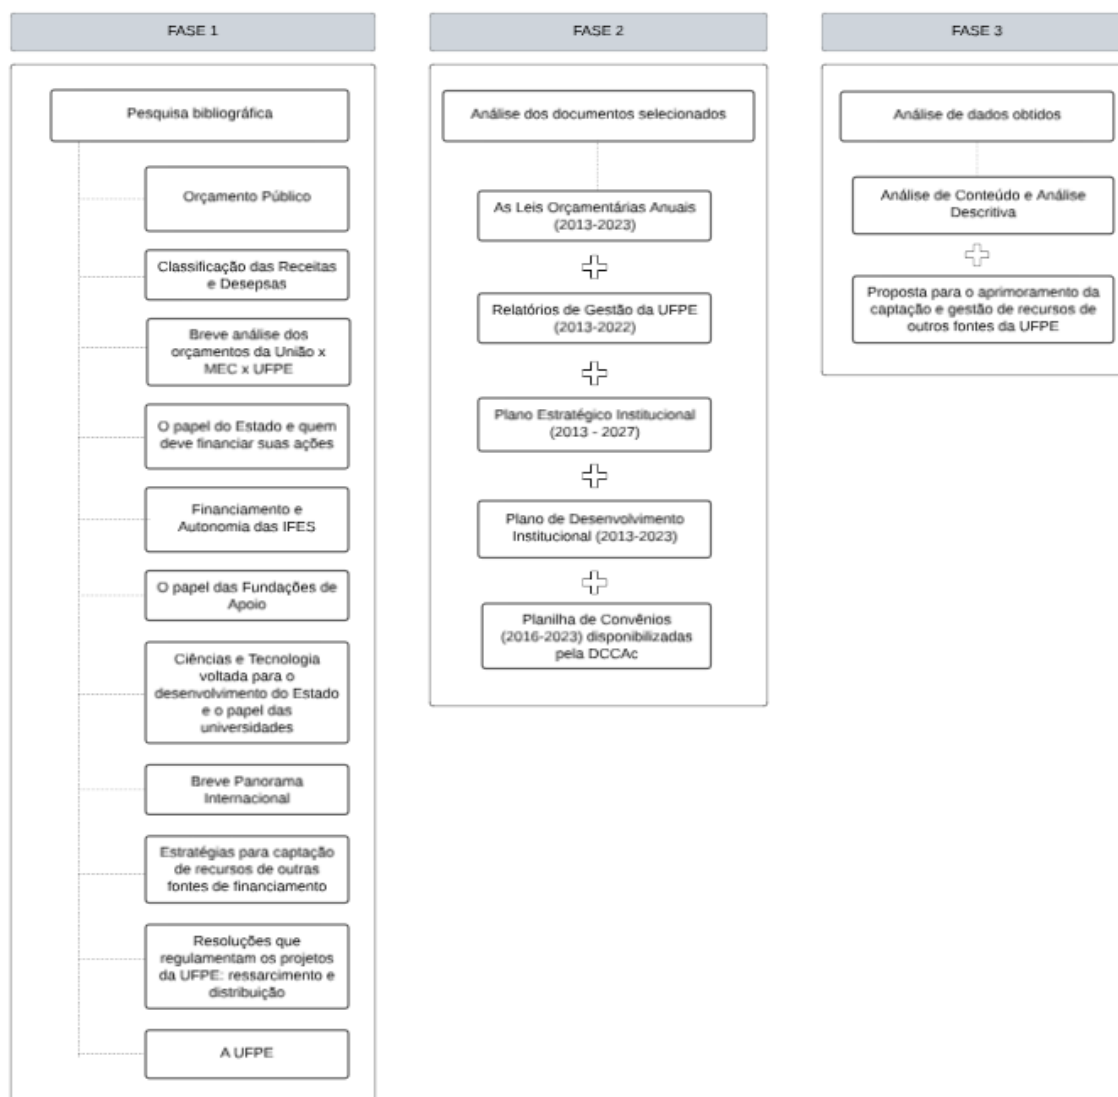 FASE 1
Pesquisa bibliográfica
Orçamento Público
Classificação das Receitas
e Desepsas
Breve análise dos
orçamentos da União x
MEC x UFPE
O papel do Estado e quem
deve financiar suas ações
Financiamento e
Autonomia das IFES
O papel das Fundações de
Apoio
Ciências e Tecnologia
voltada para o
desenvolvimento do Estado
e o papel das
universidades
Breve Panorama
Internacional
Estratégias para captação
de recursos de outras
fontes de financiamento
Resoluções que
regulamentam os projetos
da UFPE: ressarcimento e
distribuição
A UFPE
FASE 2
Análise dos documentos selecionados
As Leis Orçamentárias Anuais
(2013-2023)
Relatórios de Gestão da UFPE
(2013-2022)
Plano Estratégico Institucional
(2013 - 2027)
Plano de Desenvolvimento
Institucional (2013-2023)
Planilha de Convênios
(2016-2023) disponibilizadas
pela DCCAc
FASE 3
Análise de dados obtidos
Análise de Conteúdo e Análise
Descritiva
Proposta para o aprimoramento da
captação e gestão de recursos de
outros fontes da UFPE